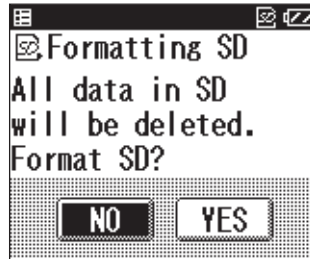 Formatting SD
All data in SD
will be deleted.
Format SD?
NO YES